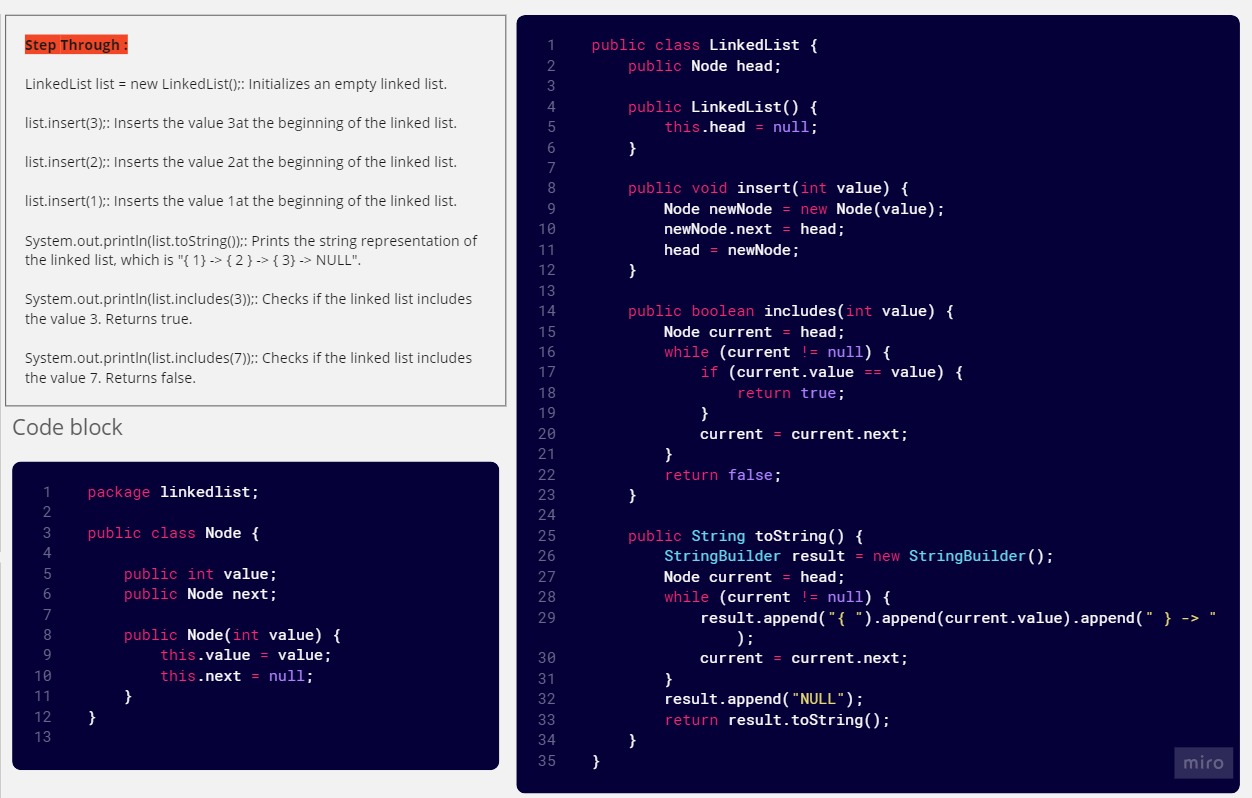 Step Through :
LinkedList list = new LinkedList();: Initializes an empty linked list.
list.insert(3);: Inserts the value 3at the beginning of the linked list.
list.insert(2);: Inserts the value 2at the beginning of the linked list.
list.insert(1);: Inserts the value 1at the beginning of the linked list.
System.out.println(list.toString());: Prints the string representation of
the linked list, which is "{ 1} -> { 2 } -> { 3} -> NULL".
System.out.println(list.includes(3));: Checks if the linked list includes
the value 3. Returns true.
System.out.println(list.includes(7));: Checks if the linked list includes
the value 7. Returns false.
Code block
1 package linkedlist;
2
3 public class Node {
4
5 public int value;
6 public Node next;
7
8 public Node(int value) {
9 this.value = value;
10 this.next = null;
11 }
12 }
13
1 public class LinkedList {
2 public Node head;
3
4 public LinkedList() {
5 this.head = null;
6 }
7
8 public void insert(int value) {
9 Node newNode = new Node(value);
10 newNode.next = head;
11 head = newNode;
12 }
13
14 public boolean includes(int value) {
15 Node current = head;
16 while (current != null) {
17 if (current.value == value) {
18 return true;
19 }
20 current = current.next;
21 }
22 return false;
23 }
24
25 public String toString() {
26 StringBuilder result = new StringBuilder();
27 Node current = head;
28 while (current != null) {
29 result.append("{ ").append(current.value).append(" } -> "
);
30 current = current.next;
31 }
32 result.append("NULL");
33 return result.toString();
34 }
35 }
miro